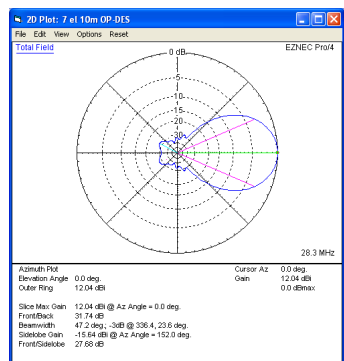 2D Plot: 7 el 10m OP-DES
File Edit View Options Reset
Total Field
0 dB
EZNEC Pro/4
-5
-10
-15
-20
-30
28.3 MHz
Azimuth Plot
Elevation Angle 0.0 deg.
Outer Ring 12.04 dBi
Cursor Az 0.0 deg.
Gain 12.04 dBi
0.0 dBmax
Slice Max Gain 12.04 dBi @ Az Angle = 0.0 deg.
Front/Back 31.74 dB
Beamwidth 47.2 deg.; -3dB @ 336.4, 23.6 deg.
Sidelobe Gain -15.64 dBi @ Az Angle = 152.0 deg.
Front/Sidelobe 27.68 dB